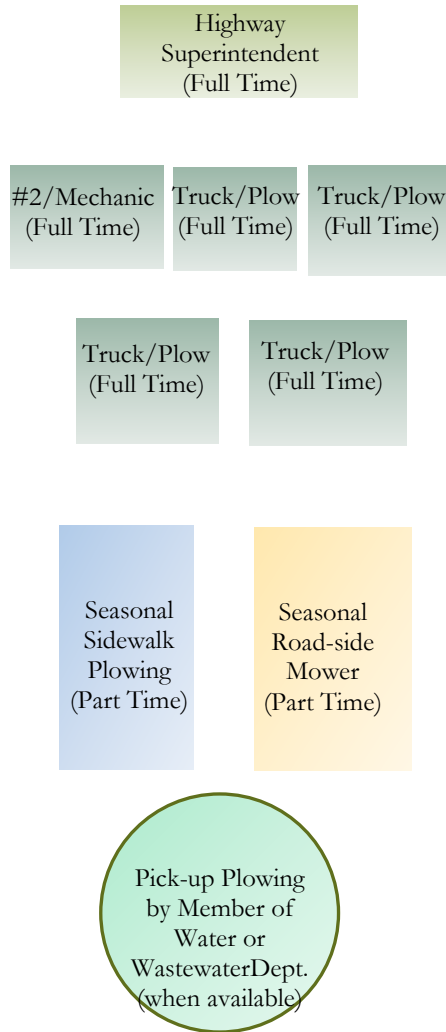 Highway
Superintendent
(Full Time)
#2/Mechanic
(Full Time)
Truck/Plow
(Full Time)
Truck/Plow
(Full Time)
Truck/Plow
(Full Time)
Truck/Plow
(Full Time)
Seasonal
Sidewalk
Plowing
(Part Time)
Seasonal
Road-side
Mower
(Part Time)
Pick-up Plowing
by Member of
Water or
WastewaterDept.
(when available)